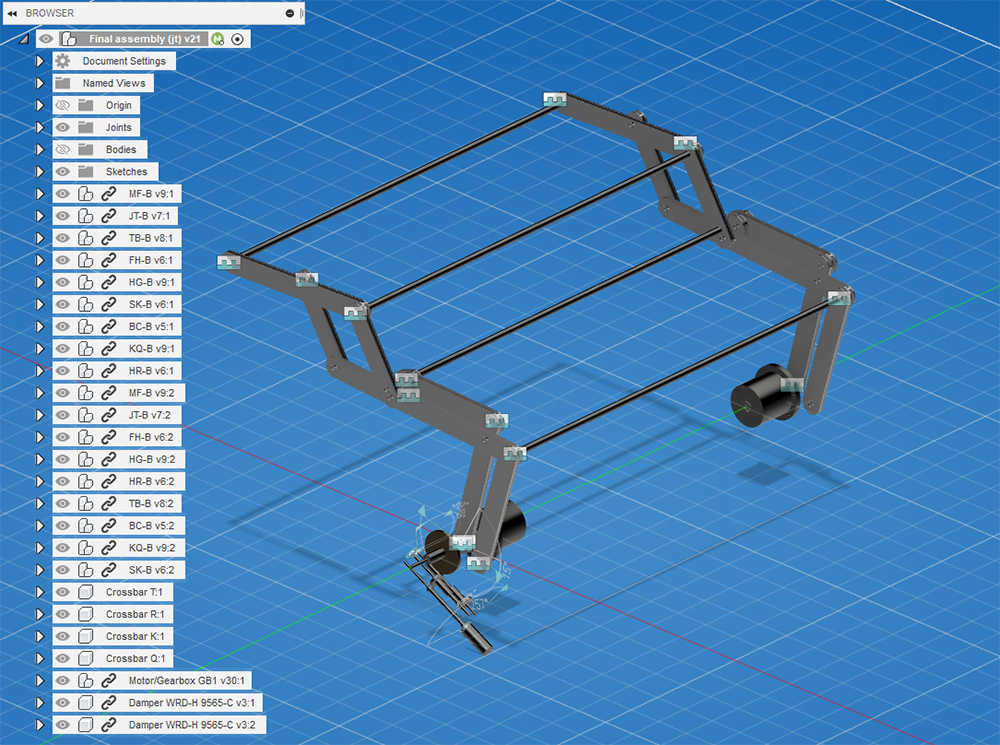 BROWSER
Final assembly (jt) v21
M
Document Settings
Named Views
Origin
Joints
Bodies
Sketches
MF-B v9:1
JT-B v7:1
TB-B v8:1
FH-B v6:1
HG-B v9:1
SK-B v6:1
BC-B v5:1
KQ-B v9:1
HR-B v6:1
MF-B v9:2
JT-B v7:2
FH-B v6:2
HG-B v9:2
HR-B v6:2
TB-B v8:2
BC-B v5:2
KQ-B v9:2
SK-B v6:2
Crossbar T:1
Crossbar R:1
Crossbar K:1
Crossbar Q:1
Motor/Gearbox GB1 v30:1
Damper WRD-H 9565-C v3:1
Damper WRD-H 9565-C v3:2